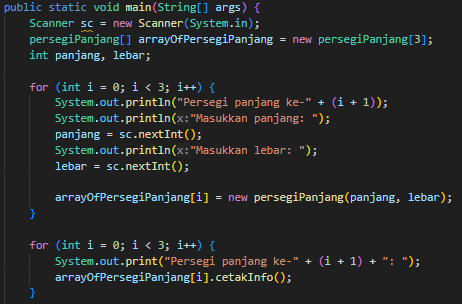 public static void main(String[] args) {
Scanner sc = new Scanner(System.in);
persegiPanjang[] arrayOfPersegiPanjang = new persegiPanjang[3];
int panjang, lebar;
for (int i = 0; i < 3; i++) {
System.out.println("Persegi panjang ke-" + (i + 1));
System.out.println(x:"Masukkan panjang: ");
panjang = sc.nextInt();
System.out.println(x:"Masukkan lebar: ");
lebar = sc.nextInt();
arrayOfPersegiPanjang[i] = new persegiPanjang(panjang, lebar);
}
for (int i = 0; i < 3; i++) {
System.out.print("Persegi panjang ke-" + (i + 1) + ": ");
arrayOfPersegiPanjang[i].cetakInfo();
}